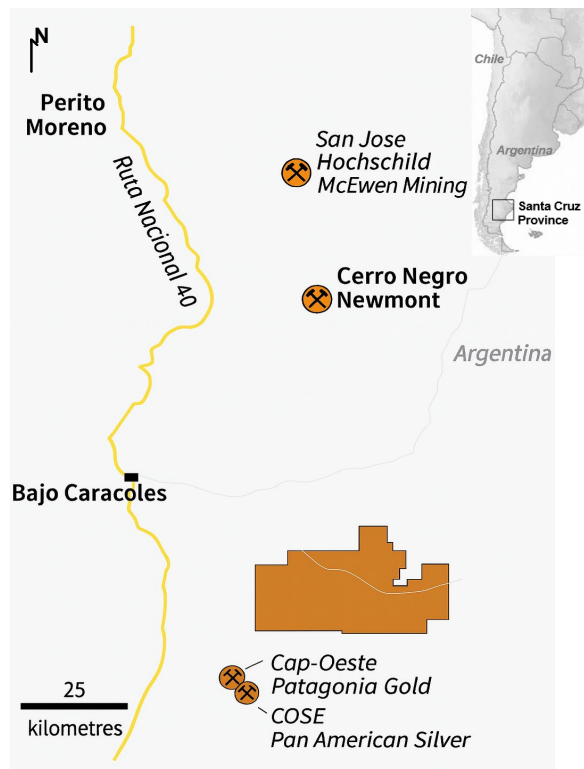 N
Chile
Argentina
Santa Cruz
Province
Perito
Moreno
San Jose
Hochschild
McEwen Mining
Ruta Nacional 40
Cerro Negro
Newmont
Argentina
Bajo Caracoles
Cap-Oeste
Patagonia Gold
25
kilometres
COSE
Pan American Silver